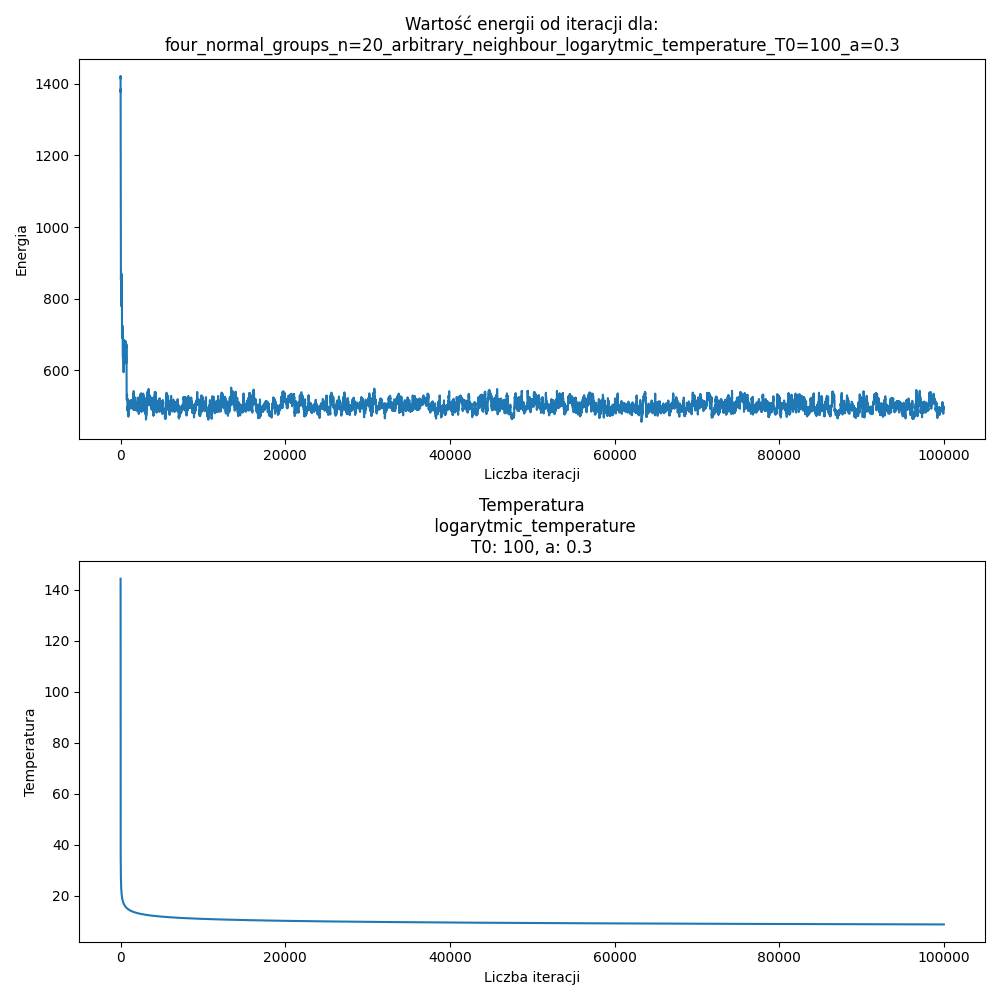 Wartość energii od iteracji dla:
four_normal_groups_n=20_arbitrary_neighbour_logarytmic_temperature_T0=100_a=0.3
1400
1200
1000
800
600
Energia
0 20000 40000 60000 80000 100000
Liczba iteracji
Temperatura
logarytmic_temperature
T0: 100, a: 0.3
140
120
100
80
60
40
20
Temperatura
0 20000 40000 60000 80000 100000
Liczba iteracji